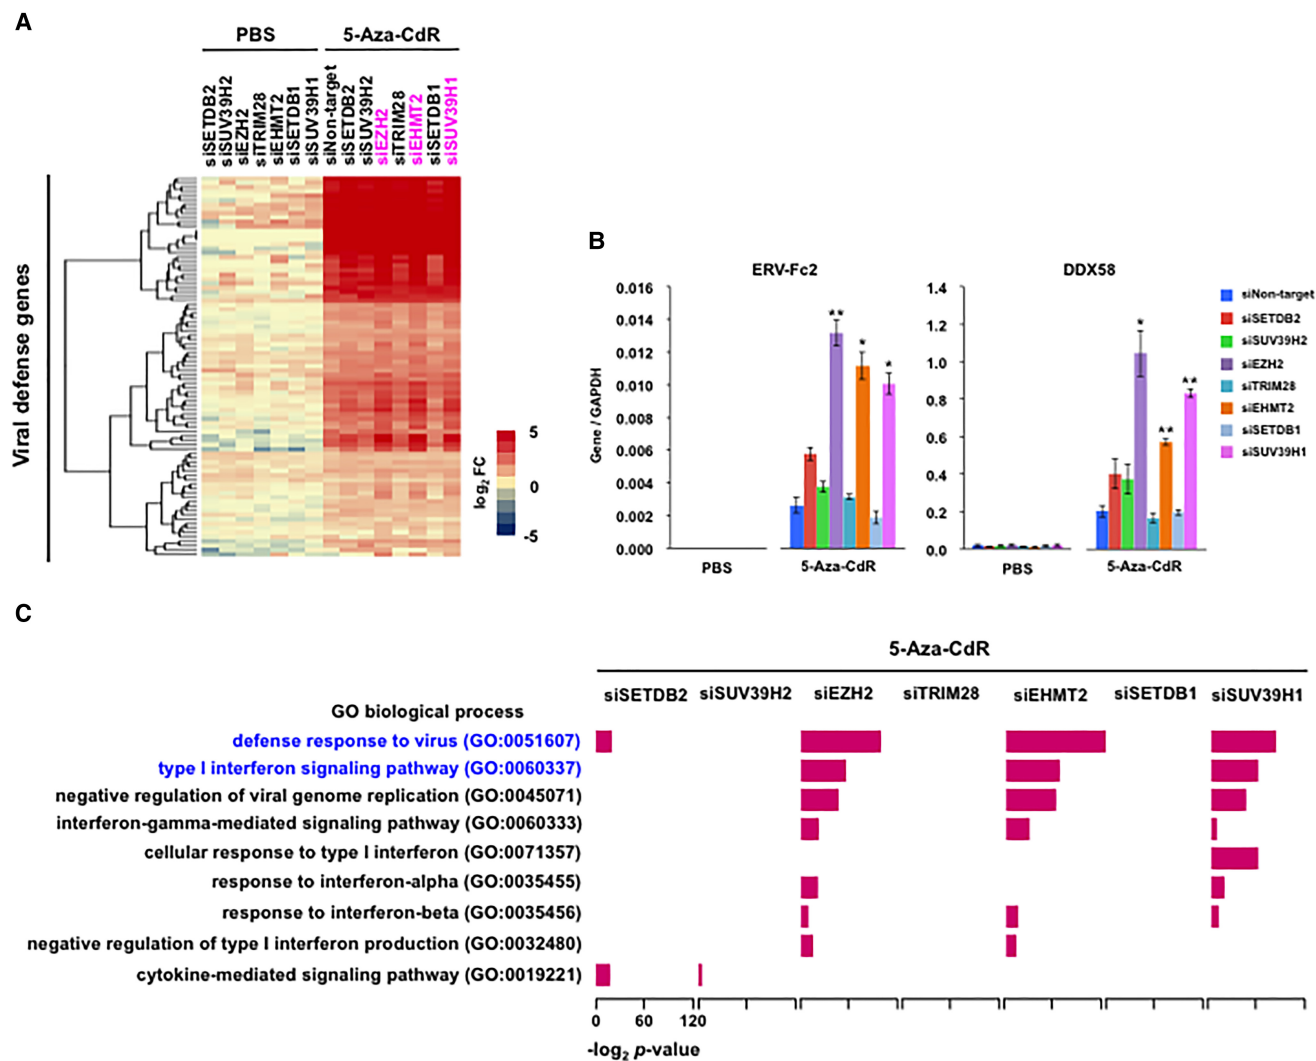 A
PBS
5-Aza-CdR
siSETDB2
siSUV39H2
siEZH2
siTRIM28
siEHMT2
siSETDB1
siSUV39H1
siNon-target
siSETDB2
siSUV39H2
siEZH2
siTRIM28
siEHMT2
siSETDB1
siSUV39H1
Viral defense genes
5
0
-5
log2 FC
B
ERV-Fc2
DDX58
Gene / GAPDH
0.016
0.014
0.012
0.010
0.008
0.006
0.004
0.002
0.000
**
*
*
PBS
5-Aza-CdR
1.4
1.2
1.0
0.8
0.6
0.4
0.2
0.0
*
**
**
PBS
5-Aza-CdR
siNon-target
siSETDB2
siSUV39H2
siEZH2
siTRIM28
siEHMT2
siSETDB1
siSUV39H1
C
5-Aza-CdR
siSETDB2 siSUV39H2 siEZH2 siTRIM28 siEHMT2 siSETDB1 siSUV39H1
GO biological process
defense response to virus (GO:0051607)
type I interferon signaling pathway (GO:0060337)
negative regulation of viral genome replication (GO:0045071)
interferon-gamma-mediated signaling pathway (GO:0060333)
cellular response to type I interferon (GO:0071357)
response to interferon-alpha (GO:0035455)
response to interferon-beta (GO:0035456)
negative regulation of type I interferon production (GO:0032480)
cytokine-mediated signaling pathway (GO:0019221)
0 60 120
-log2 p-value